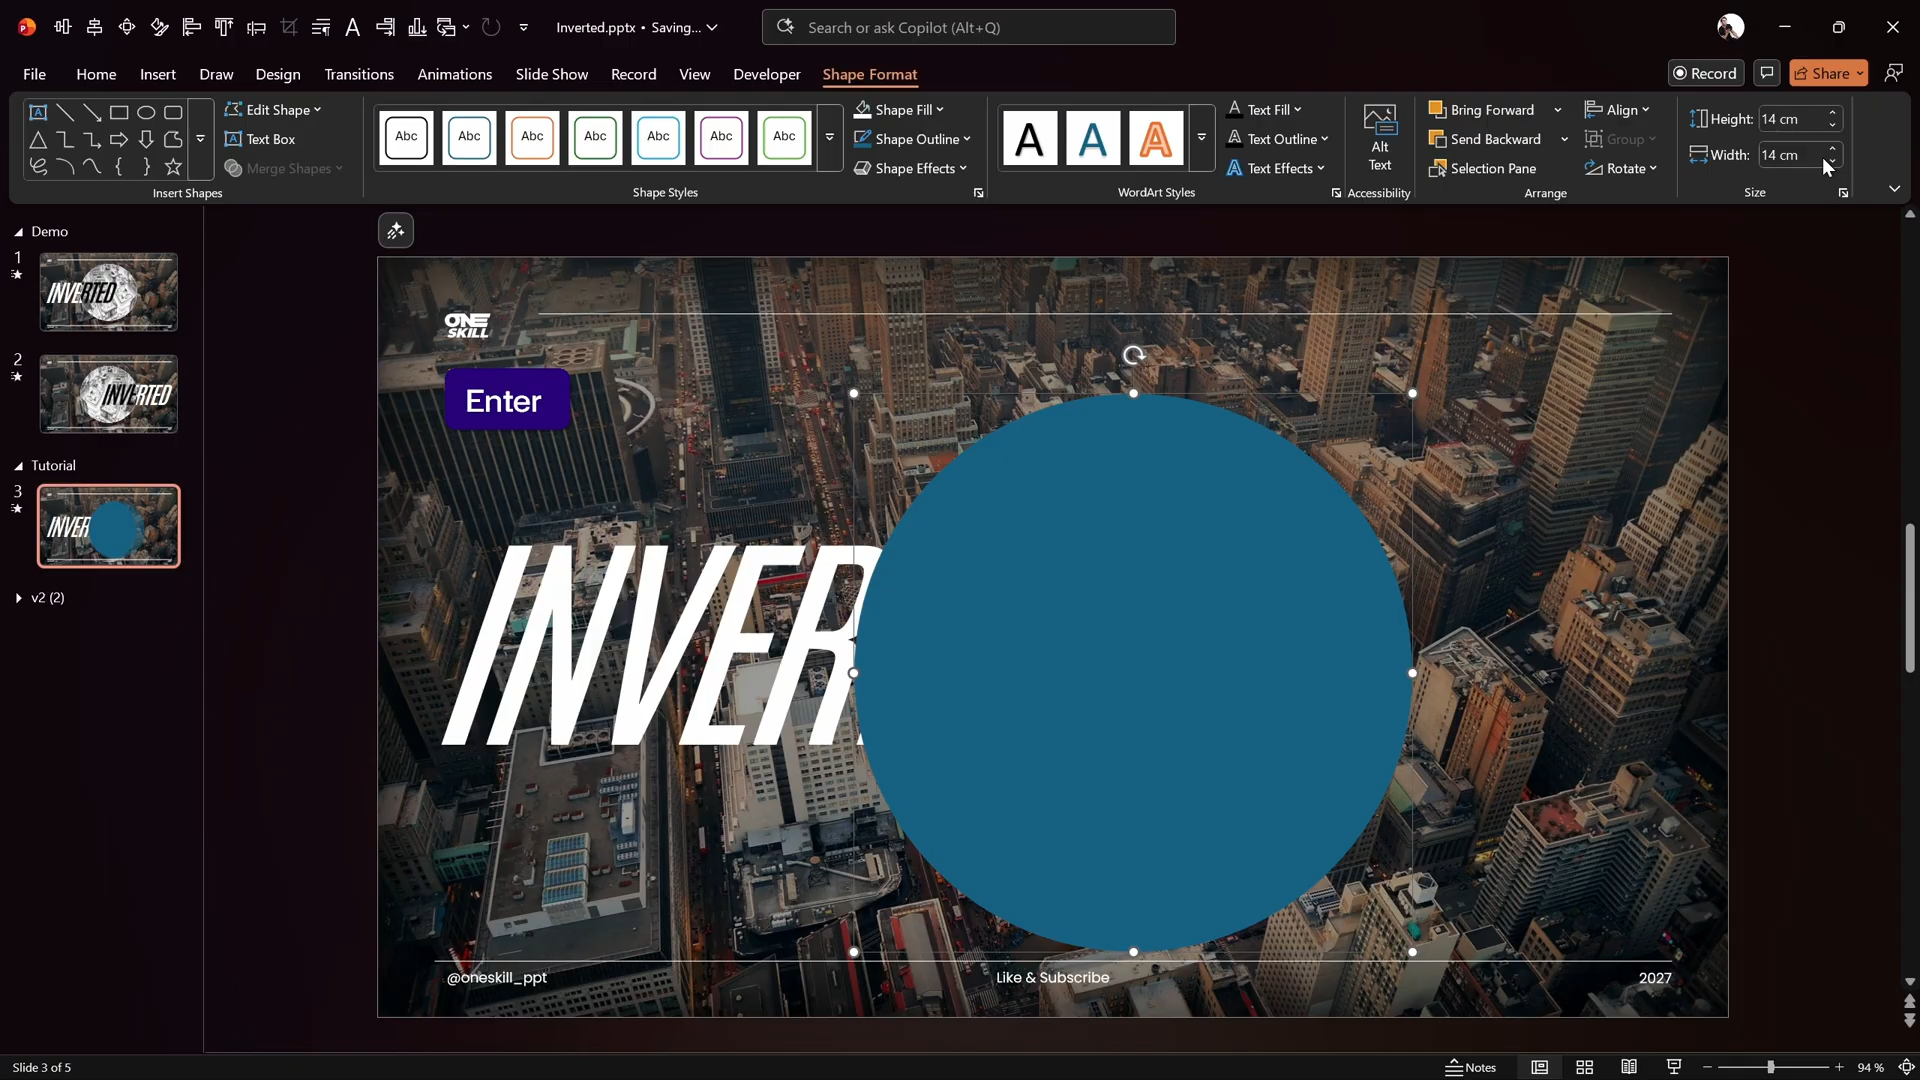 Inverted.pptx • Saving...
Search or ask Copilot (Alt+Q)
File Home Insert Draw Design Transitions Animations Slide Show Record View Developer Shape Format
Record
Share
Edit Shape
Text Box
Merge Shapes
Insert Shapes
Abc Abc Abc Abc Abc Abc Abc
Shape Fill
Shape Outline
Shape Effects
Shape Styles
A A A
Text Fill
Text Outline
Text Effects
WordArt Styles
Alt
Text
Accessibility
Bring Forward
Send Backward
Selection Pane
Align
Group
Rotate
Arrange
Height: 14 cm
Width: 14 cm
Size
Demo
1
INVERTED
2
INVERTED
Tutorial
3
INVER
v2 (2)
ONE
SKILL
Enter
INVER
@oneskill_ppt Like & Subscribe 2027
Slide 3 of 5
Notes
94 %